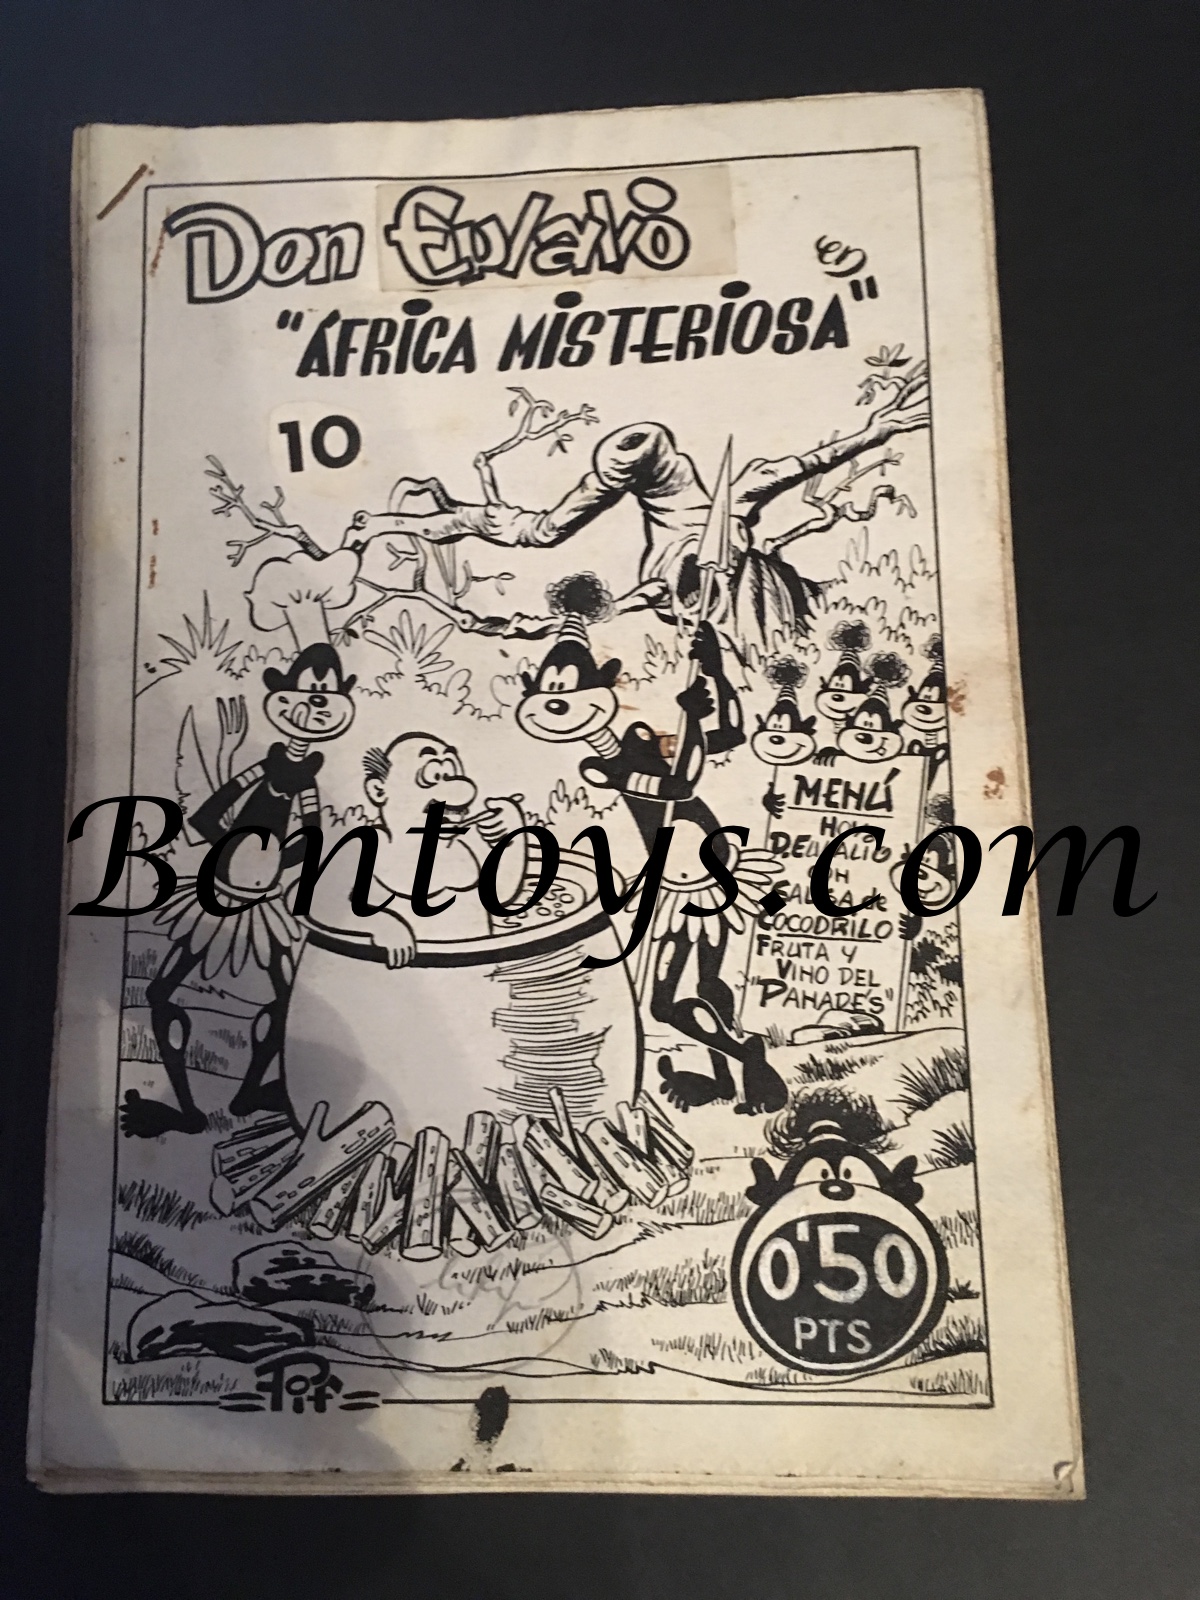 Don Eulalio
en
"ÁFRICA MISTERIOSA"
10
MENÚ
HOY
D.EULALIO
CON
SALSA de
COCODRILO
FRUTA Y
VINO DEL
"PANADÉS"
Bcntoys.com
0'50
PTS
=Pif=